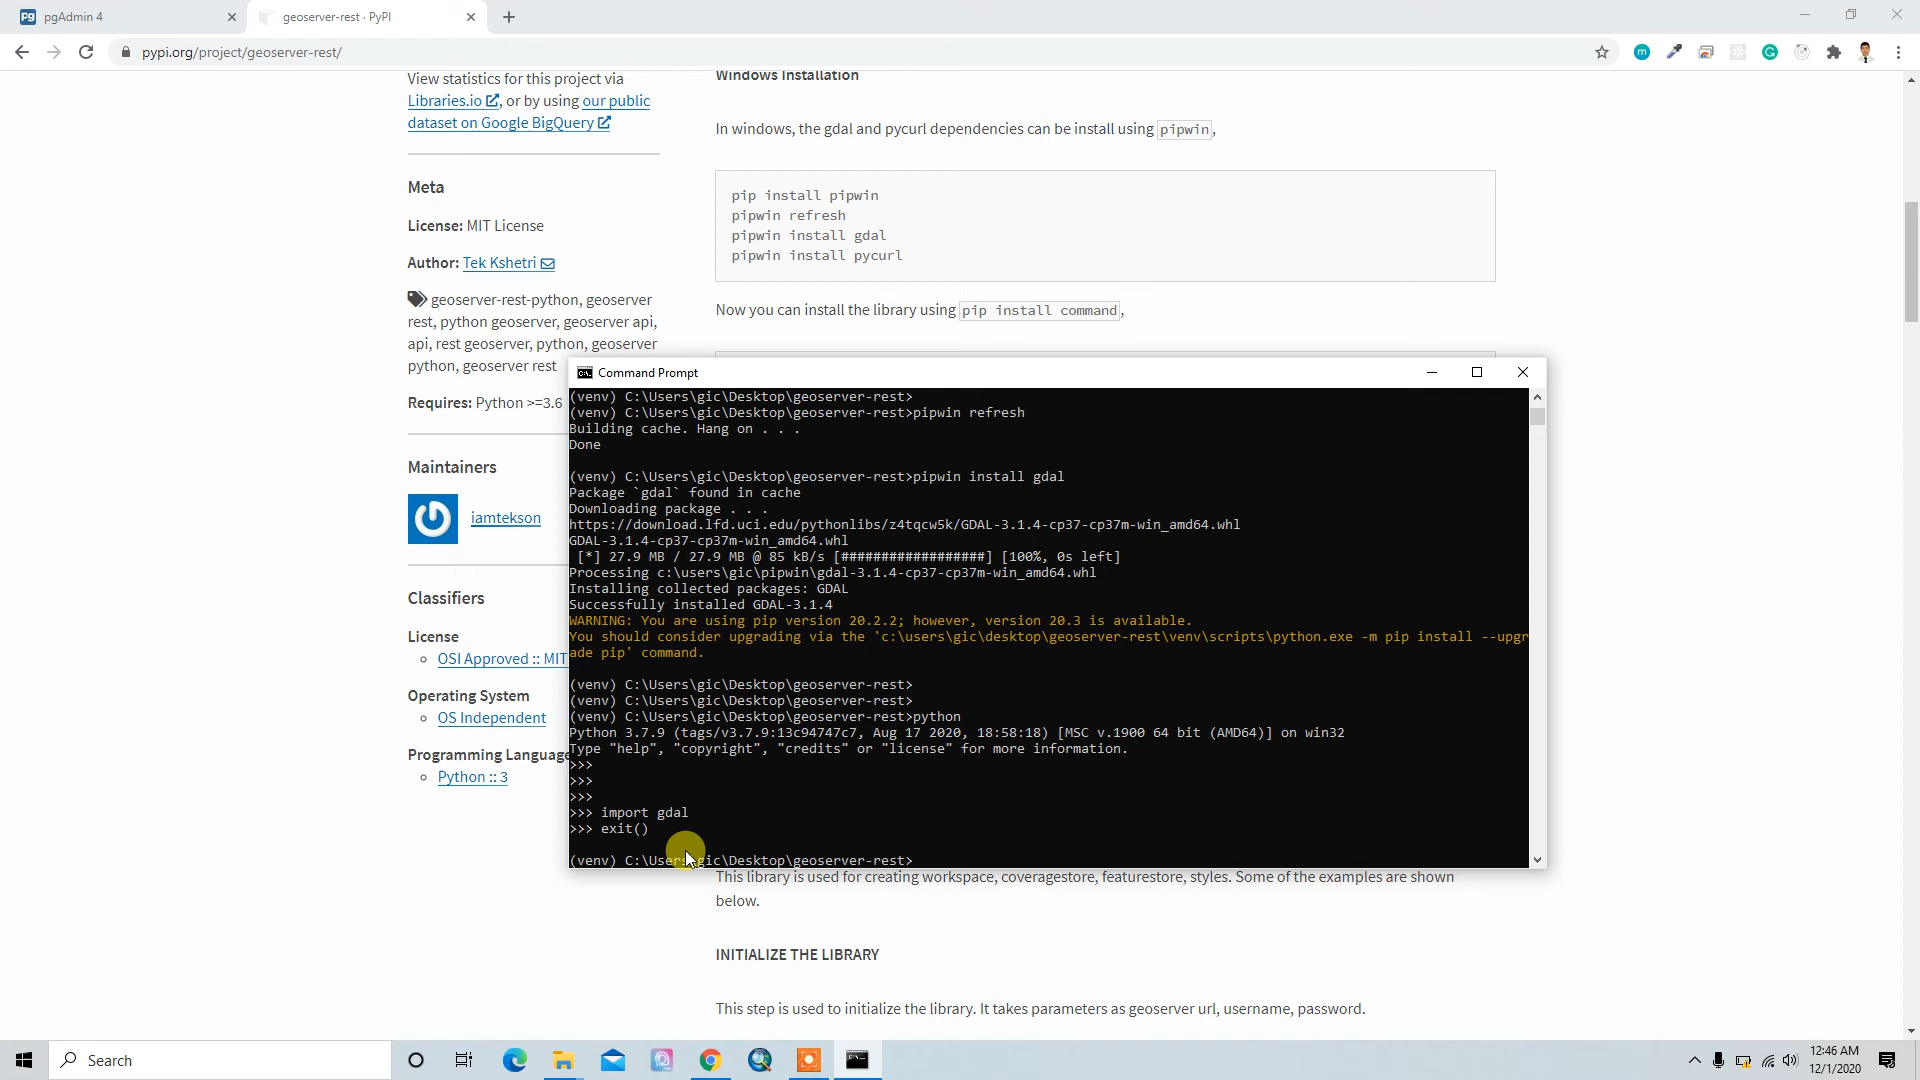 pgAdmin 4
geoserver-rest · PyPI
pypi.org/project/geoserver-rest/
View statistics for this project via
Libraries.io, or by using our public
dataset on Google BigQuery
Meta
License: MIT License
Author: Tek Kshetri
geoserver-rest-python, geoserver
rest, python geoserver, geoserver api,
api, rest geoserver, python, geoserver
python, geoserver rest
Requires: Python >=3.6
Maintainers
iamtekson
Classifiers
License
OSI Approved :: MIT
Operating System
OS Independent
Programming Language
Python :: 3
Windows Installation
In windows, the gdal and pycurl dependencies can be install using pipwin,
pip install pipwin
pipwin refresh
pipwin install gdal
pipwin install pycurl
Now you can install the library using pip install command,
Command Prompt
(venv) C:\Users\gic\Desktop\geoserver-rest>
(venv) C:\Users\gic\Desktop\geoserver-rest>pipwin refresh
Building cache. Hang on . . .
Done
(venv) C:\Users\gic\Desktop\geoserver-rest>pipwin install gdal
Package `gdal` found in cache
Downloading package . . .
https://download.lfd.uci.edu/pythonlibs/z4tqcw5k/GDAL-3.1.4-cp37-cp37m-win_amd64.whl
GDAL-3.1.4-cp37-cp37m-win_amd64.whl
[*] 27.9 MB / 27.9 MB @ 85 kB/s [##################] [100%, 0s left]
Processing c:\users\gic\pipwin\gdal-3.1.4-cp37-cp37m-win_amd64.whl
Installing collected packages: GDAL
Successfully installed GDAL-3.1.4
WARNING: You are using pip version 20.2.2; however, version 20.3 is available.
You should consider upgrading via the 'c:\users\gic\desktop\geoserver-rest\venv\scripts\python.exe -m pip install --upgr
ade pip' command.
(venv) C:\Users\gic\Desktop\geoserver-rest>
(venv) C:\Users\gic\Desktop\geoserver-rest>
(venv) C:\Users\gic\Desktop\geoserver-rest>python
Python 3.7.9 (tags/v3.7.9:13c94747c7, Aug 17 2020, 18:58:18) [MSC v.1900 64 bit (AMD64)] on win32
Type "help", "copyright", "credits" or "license" for more information.
>>>
>>>
>>>
>>> import gdal
>>> exit()
(venv) C:\Users\gic\Desktop\geoserver-rest>
This library is used for creating workspace, coveragestore, featurestore, styles. Some of the examples are shown
below.
INITIALIZE THE LIBRARY
This step is used to initialize the library. It takes parameters as geoserver url, username, password.
Search
12:46 AM
12/1/2020